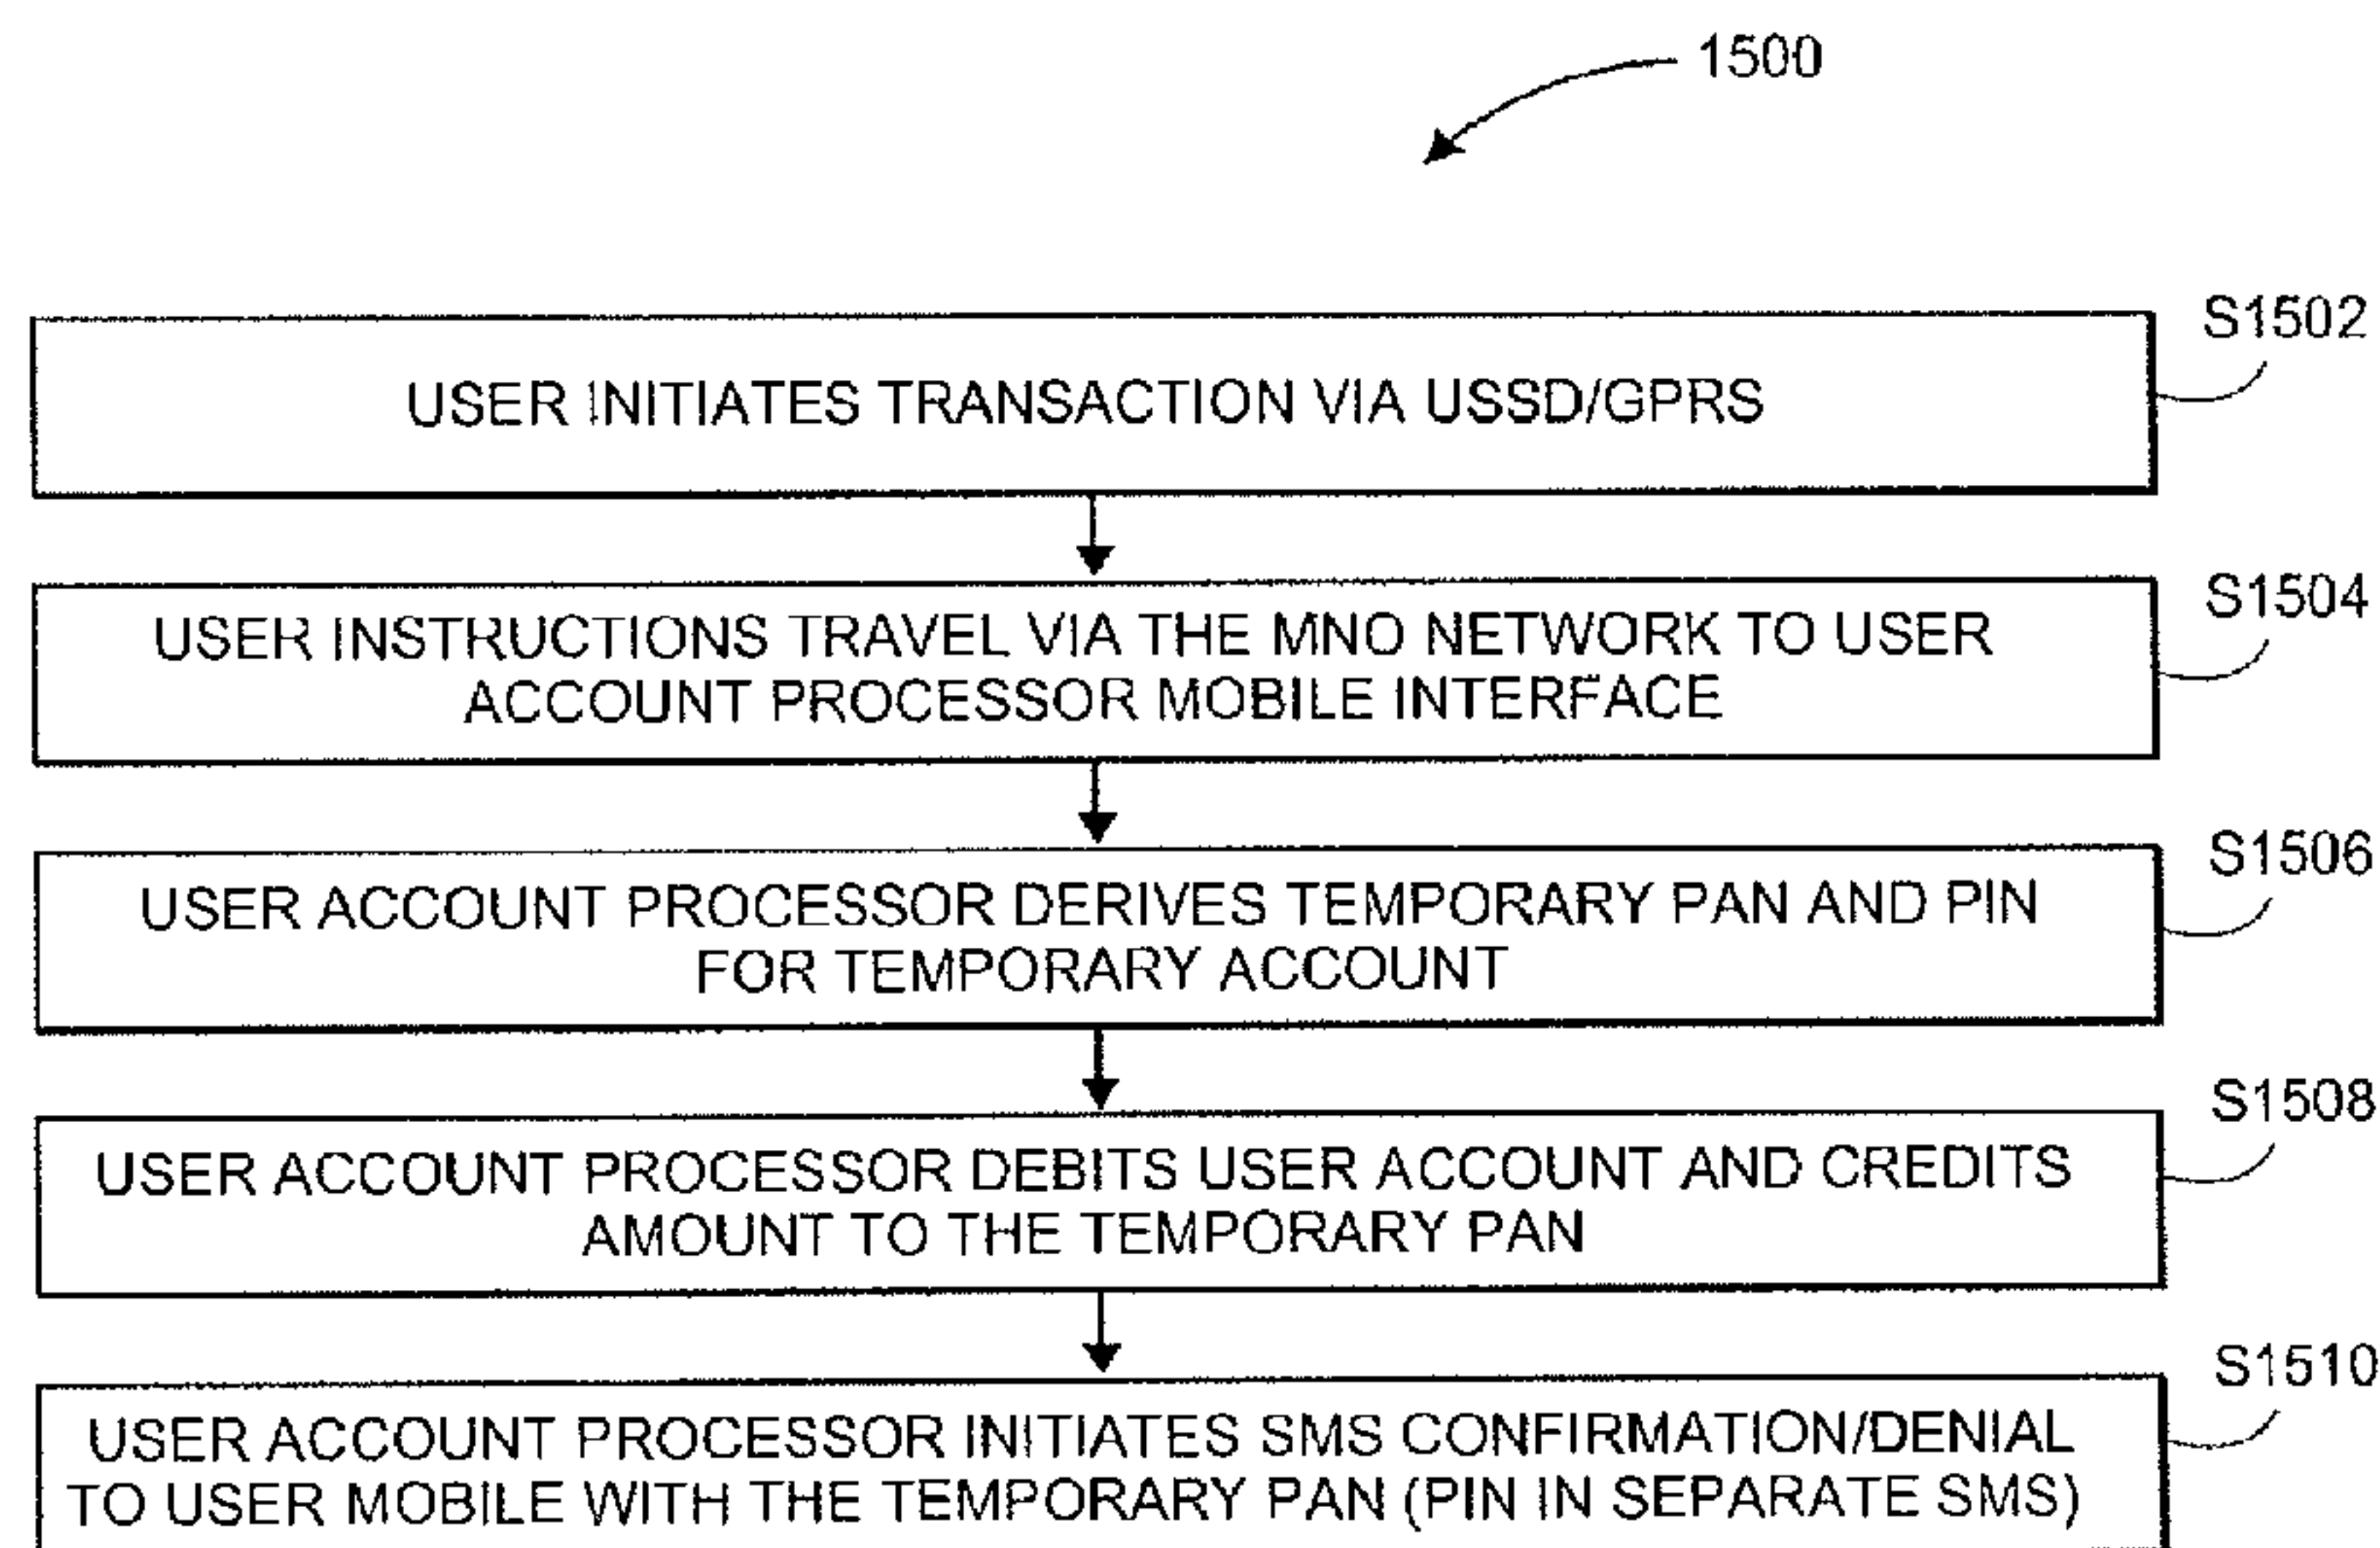 1500
S1502
USER INITIATES TRANSACTION VIA USSD/GPRS
S1504
USER INSTRUCTIONS TRAVEL VIA THE MNO NETWORK TO USER
ACCOUNT PROCESSOR MOBILE INTERFACE
S1506
USER ACCOUNT PROCESSOR DERIVES TEMPORARY PAN AND PIN
FOR TEMPORARY ACCOUNT
S1508
USER ACCOUNT PROCESSOR DEBITS USER ACCOUNT AND CREDITS
AMOUNT TO THE TEMPORARY PAN
S1510
USER ACCOUNT PROCESSOR INITIATES SMS CONFIRMATION/DENIAL
TO USER MOBILE WITH THE TEMPORARY PAN (PIN IN SEPARATE SMS)